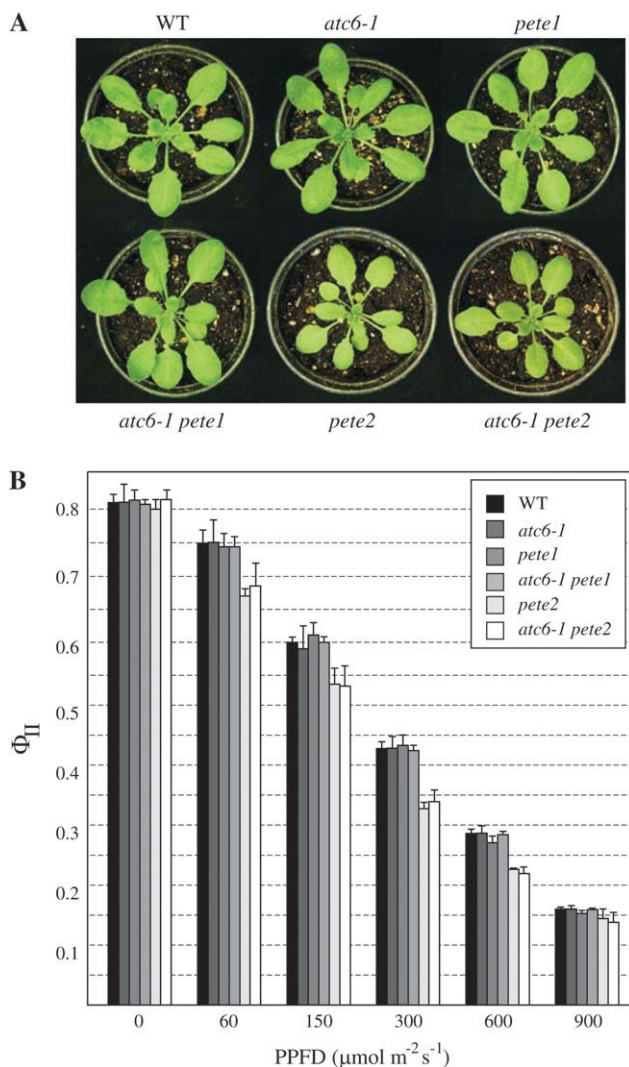 A
WT atc6-1 pete1
atc6-1 pete1 pete2 atc6-1 pete2
B
0.8
0.7
0.6
0.5
0.4
0.3
0.2
0.1
ΦII
WT
atc6-1
pete1
atc6-1 pete1
pete2
atc6-1 pete2
0 60 150 300 600 900
PPFD (μmol m⁻² s⁻¹)